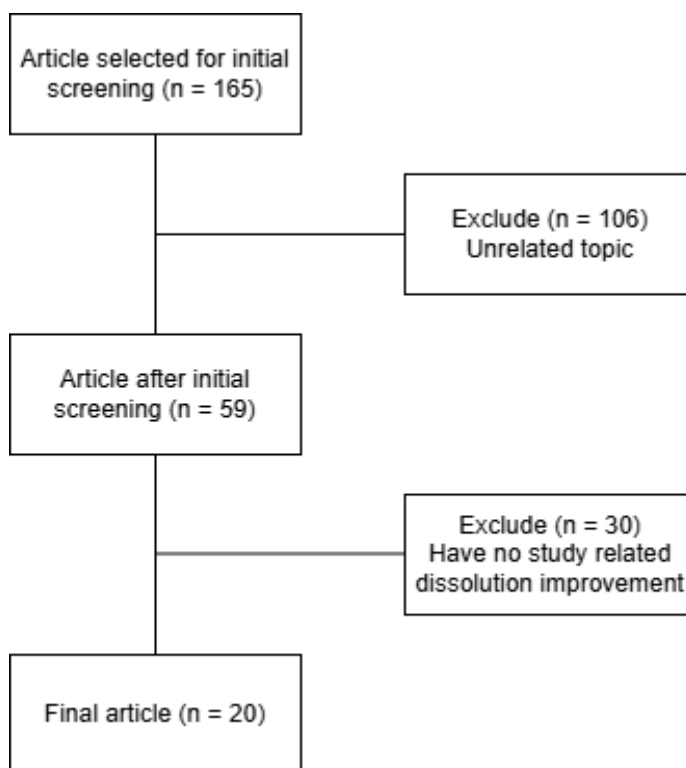 Article selected for initial
screening (n = 165)
Exclude (n = 106)
Unrelated topic
Article after initial
screening (n = 59)
Exclude (n = 30)
Have no study related
dissolution improvement
Final article (n = 20)